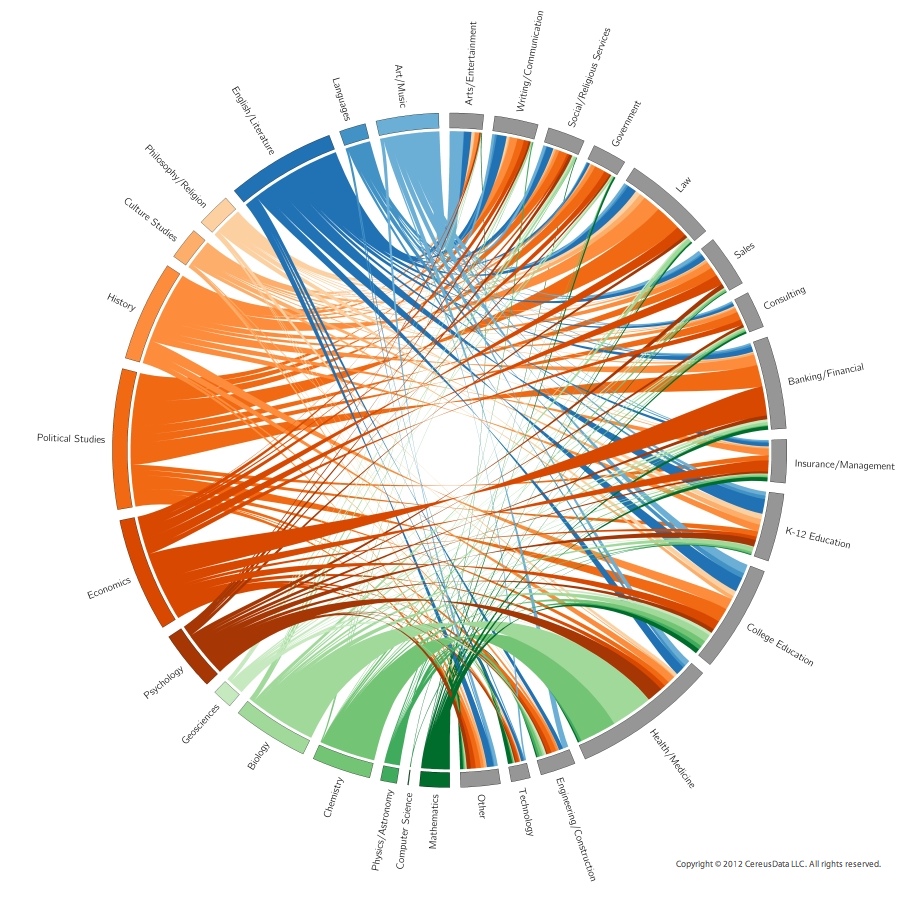 Arts/Entertainment
Writing/Communication
Social/Religious Services
Government
Law
Sales
Consulting
Banking/Financial
Insurance/Management
K-12 Education
College Education
Health/Medicine
Engineering/Construction
Technology
Other
Mathematics
Computer Science
Physics/Astronomy
Chemistry
Biology
Geosciences
Psychology
Economics
Political Studies
History
Culture Studies
Philosophy/Religion
English/Literature
Languages
Art/Music
Copyright © 2012 CereusData LLC. All rights reserved.